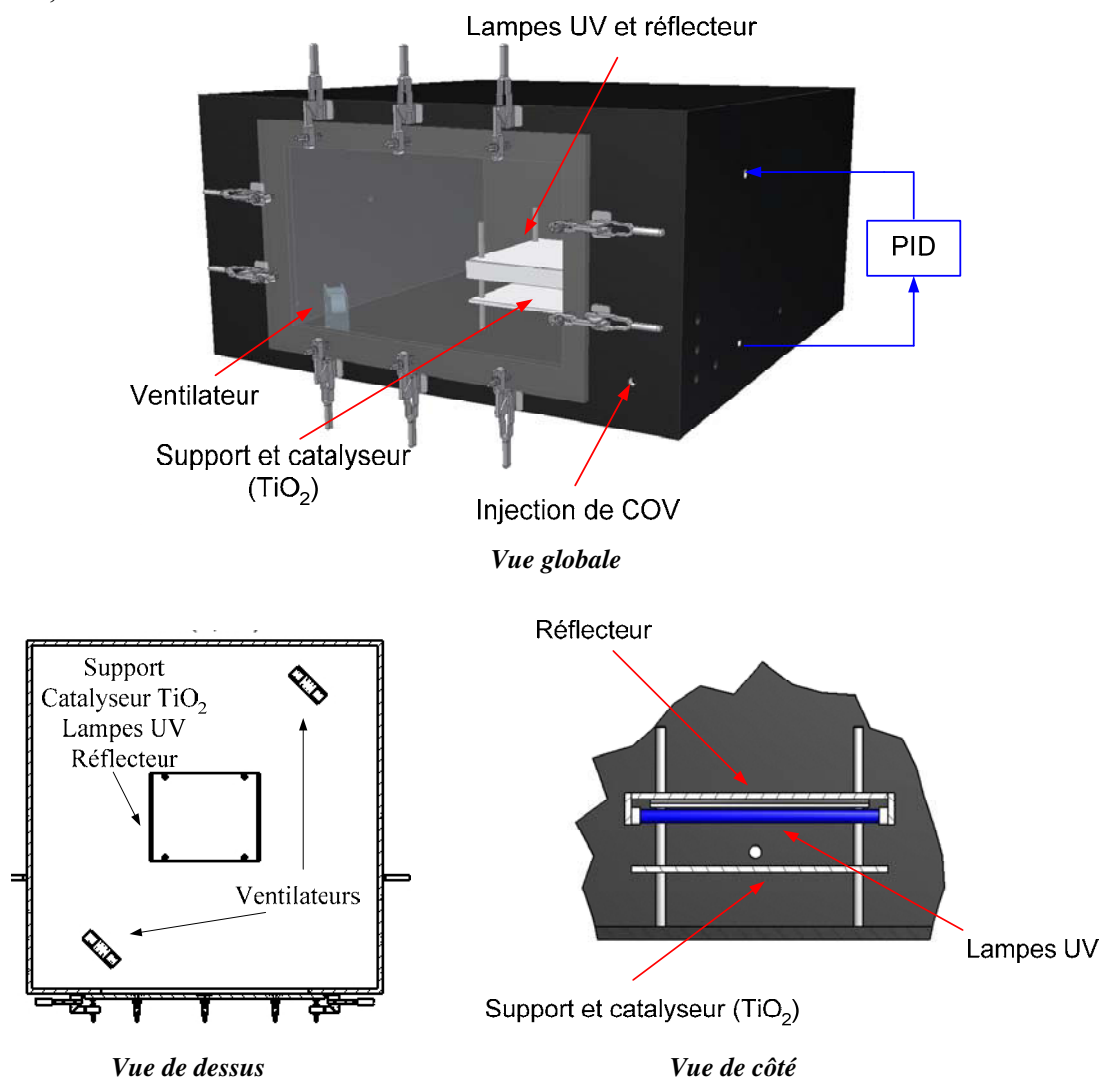 Lampes UV et réflecteur
PID
Ventilateur
Support et catalyseur
(TiO₂)
Injection de COV
Vue globale
Réflecteur
Support
Catalyseur TiO₂
Lampes UV
Réflecteur
Ventilateurs
Lampes UV
Support et catalyseur (TiO₂)
Vue de dessus
Vue de côté